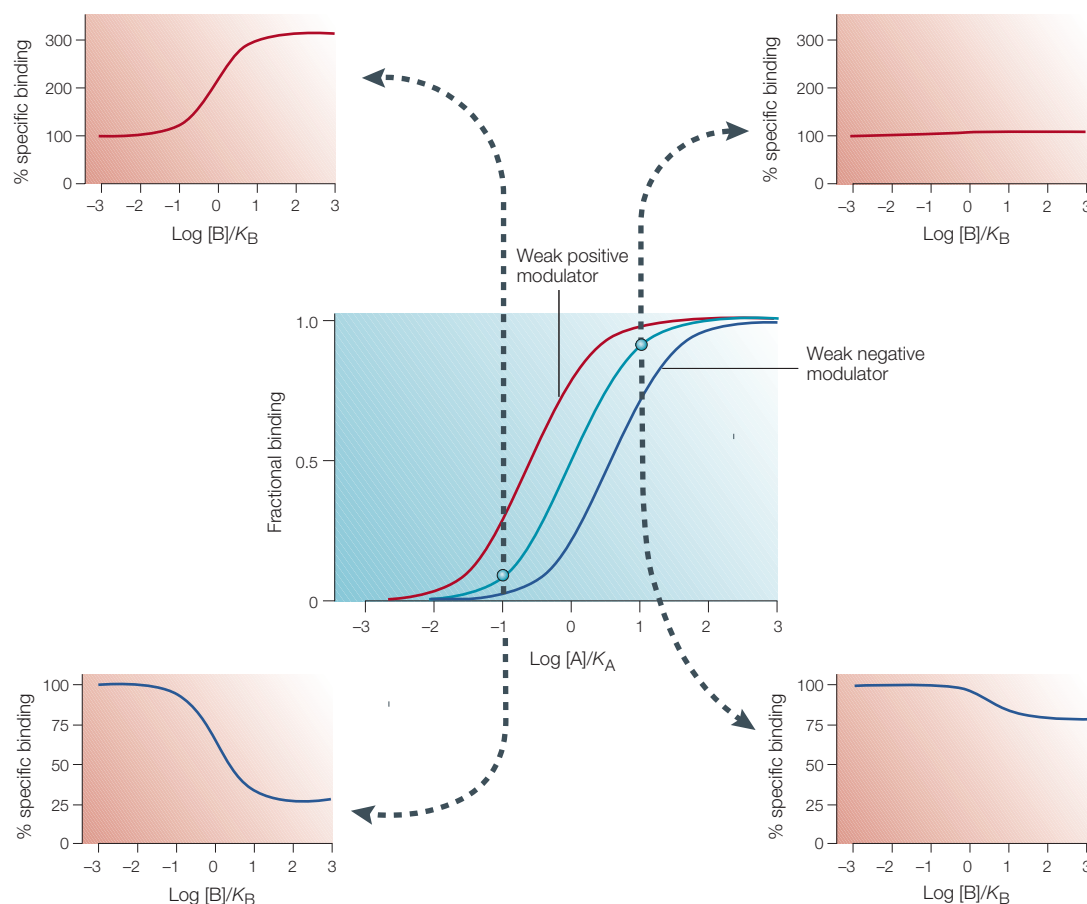 % specific binding
300
200
100
0
–3 –2 –1 0 1 2 3
Log [B]/KB
% specific binding
300
200
100
0
–3 –2 –1 0 1 2 3
Log [B]/KB
Weak positive
modulator
Weak negative
modulator
Fractional binding
1.0
0.5
0
–3 –2 –1 0 1 2 3
Log [A]/KA
% specific binding
100
75
50
25
0
–3 –2 –1 0 1 2 3
Log [B]/KB
% specific binding
100
75
50
25
0
–3 –2 –1 0 1 2 3
Log [B]/KB